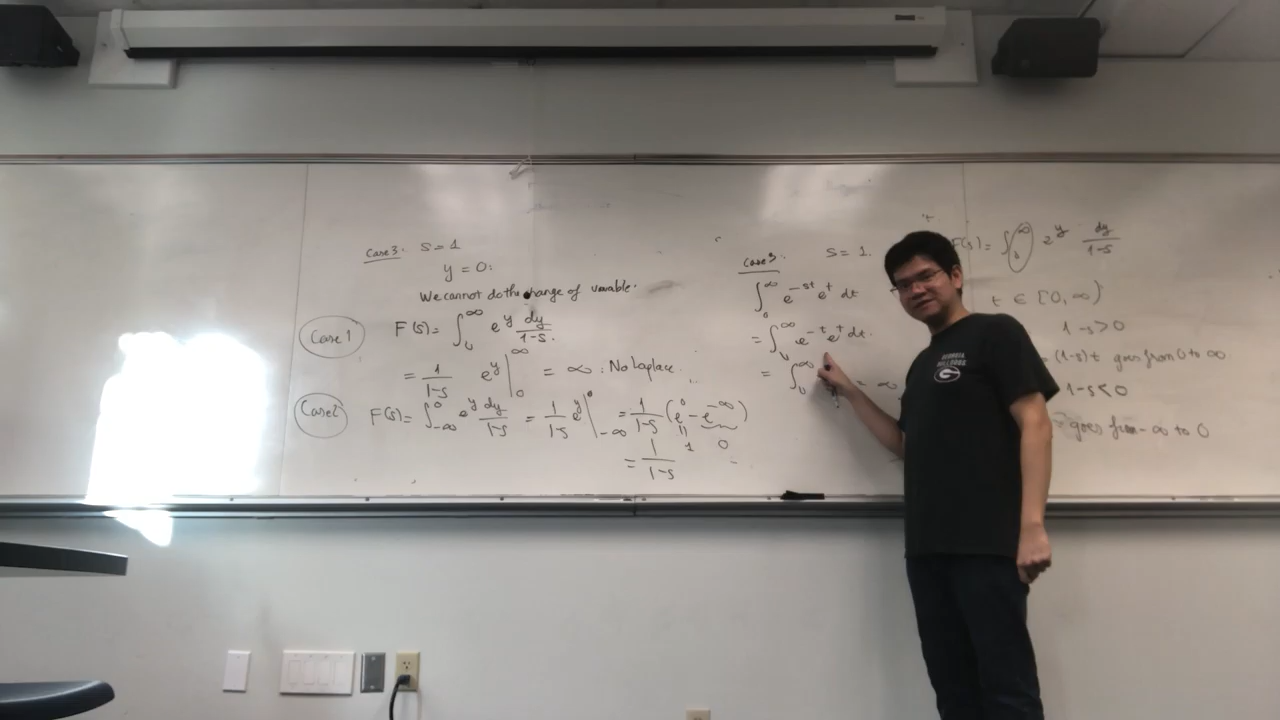 Case 3: S = 1
y = 0:
We cannot do the change of variable.
Case 1
F(s) = ∫_0^∞ e^y dy/(1-s).
= 1/(1-s) e^y |_0^∞ = ∞ : No Laplace.
Case 2
F(s) = ∫_{-∞}^0 e^y dy/(1-s) = 1/(1-s) e^y |_{-∞}^0 = 1/(1-s) (e^0 - e^{-∞})
1 0
= 1/(1-s)
Case 3: S = 1.
∫_0^∞ e^{-st} e^t dt
= ∫_0^∞ e^{-t} e^t dt.
= ∫_0^∞ = ∞
F(s) = ∫_0^∞ e^y dy/(1-s)
t ∈ [0, ∞)
1-s > 0
(1-s)t goes from 0 to ∞
1-s < 0
goes from -∞ to 0
GEORGIA
BULLDOGS
G